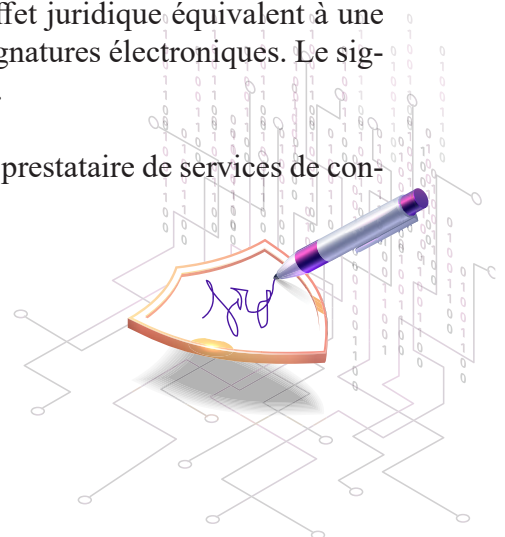 ffet juridique équivalent à une
gnatures électroniques. Le sig-
.
prestataire de services de con-